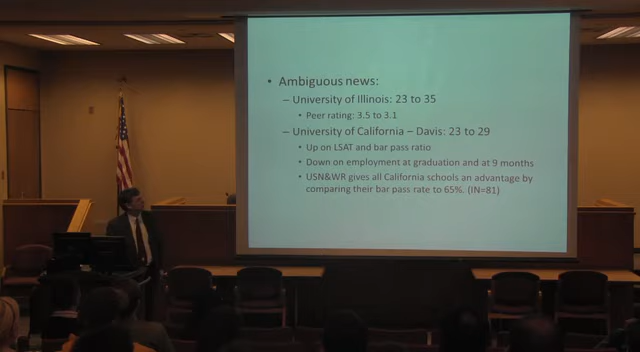 • Ambiguous news:
– University of Illinois: 23 to 35
• Peer rating: 3.5 to 3.1
– University of California – Davis: 23 to 29
• Up on LSAT and bar pass ratio
• Down on employment at graduation and at 9 months
• USN&WR gives all California schools an advantage by
comparing their bar pass rate to 65%. (IN=81)